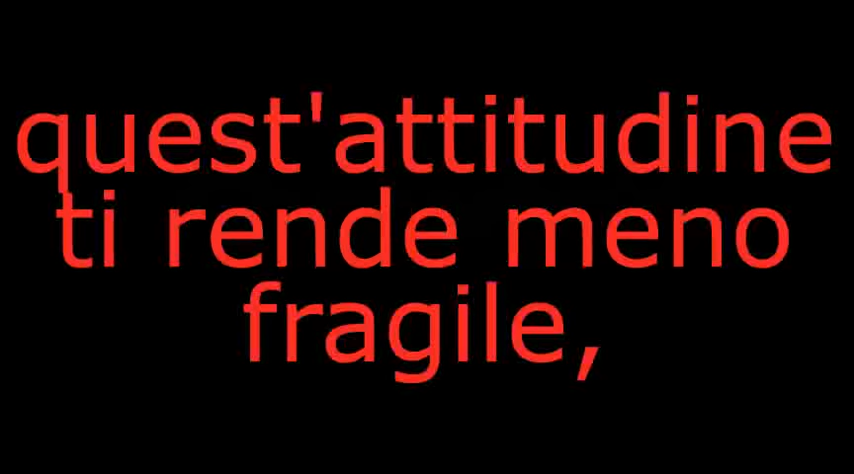 quest'attitudine
ti rende meno
fragile,